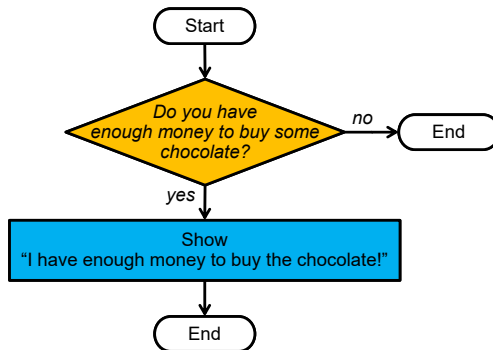 Start
Do you have
enough money to buy some
chocolate?
no
End
yes
Show
“I have enough money to buy the chocolate!”
End